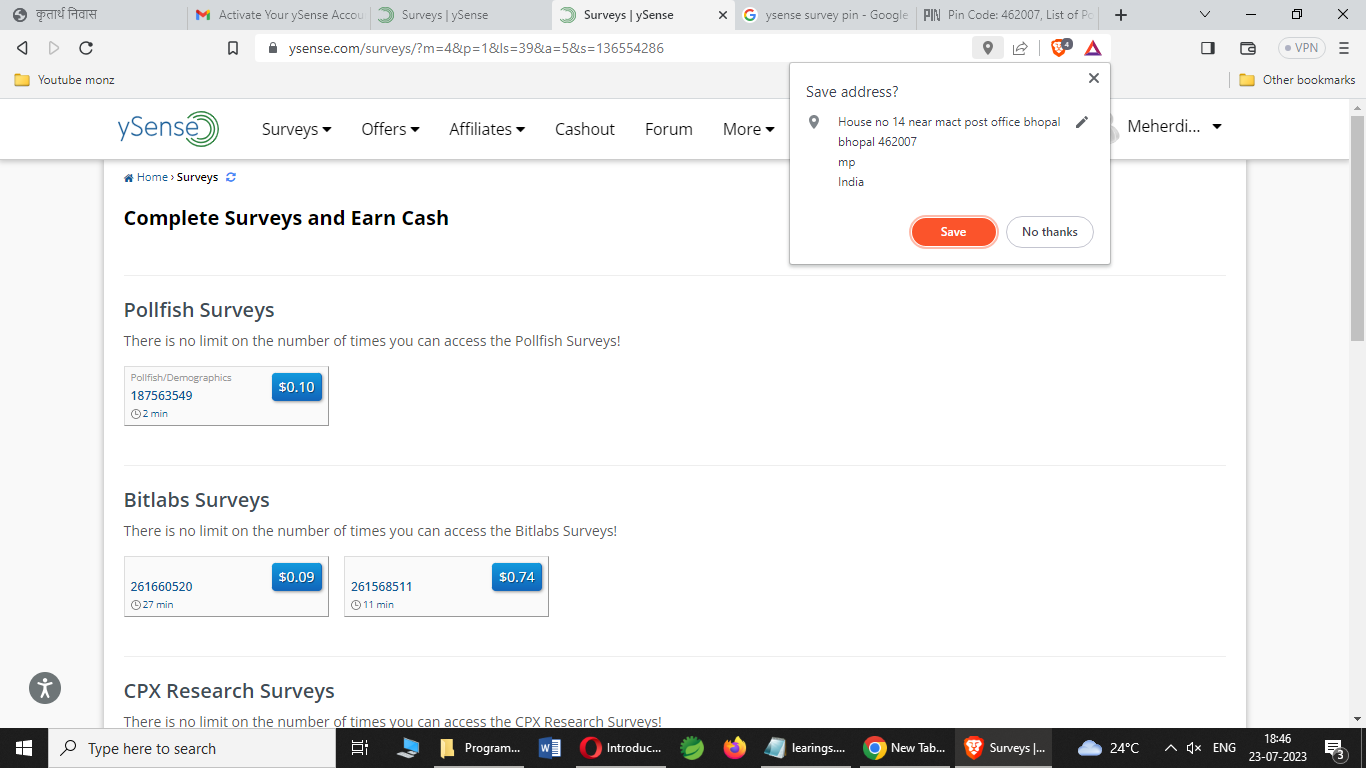 कृतार्थ निवास
Activate Your ySense Accou
Surveys | ySense
Surveys | ySense
ysense survey pin - Google
PIN Pin Code: 462007, List of Po
ysense.com/surveys/?m=4&p=1&ls=39&a=5&s=136554286
4
VPN
Youtube monz
Other bookmarks
Save address?
House no 14 near mact post office bhopal
bhopal 462007
mp
India
Save No thanks
ySense
Surveys Offers Affiliates Cashout Forum More
Meherdi...
Home › Surveys
Complete Surveys and Earn Cash
Pollfish Surveys
There is no limit on the number of times you can access the Pollfish Surveys!
Pollfish/Demographics
187563549
2 min
$0.10
Bitlabs Surveys
There is no limit on the number of times you can access the Bitlabs Surveys!
261660520
27 min
$0.09
261568511
11 min
$0.74
CPX Research Surveys
There is no limit on the number of times you can access the CPX Research Surveys!
Type here to search
Program...
Introduc...
learings....
New Tab...
Surveys |...
24°C
ENG
18:46
23-07-2023
3